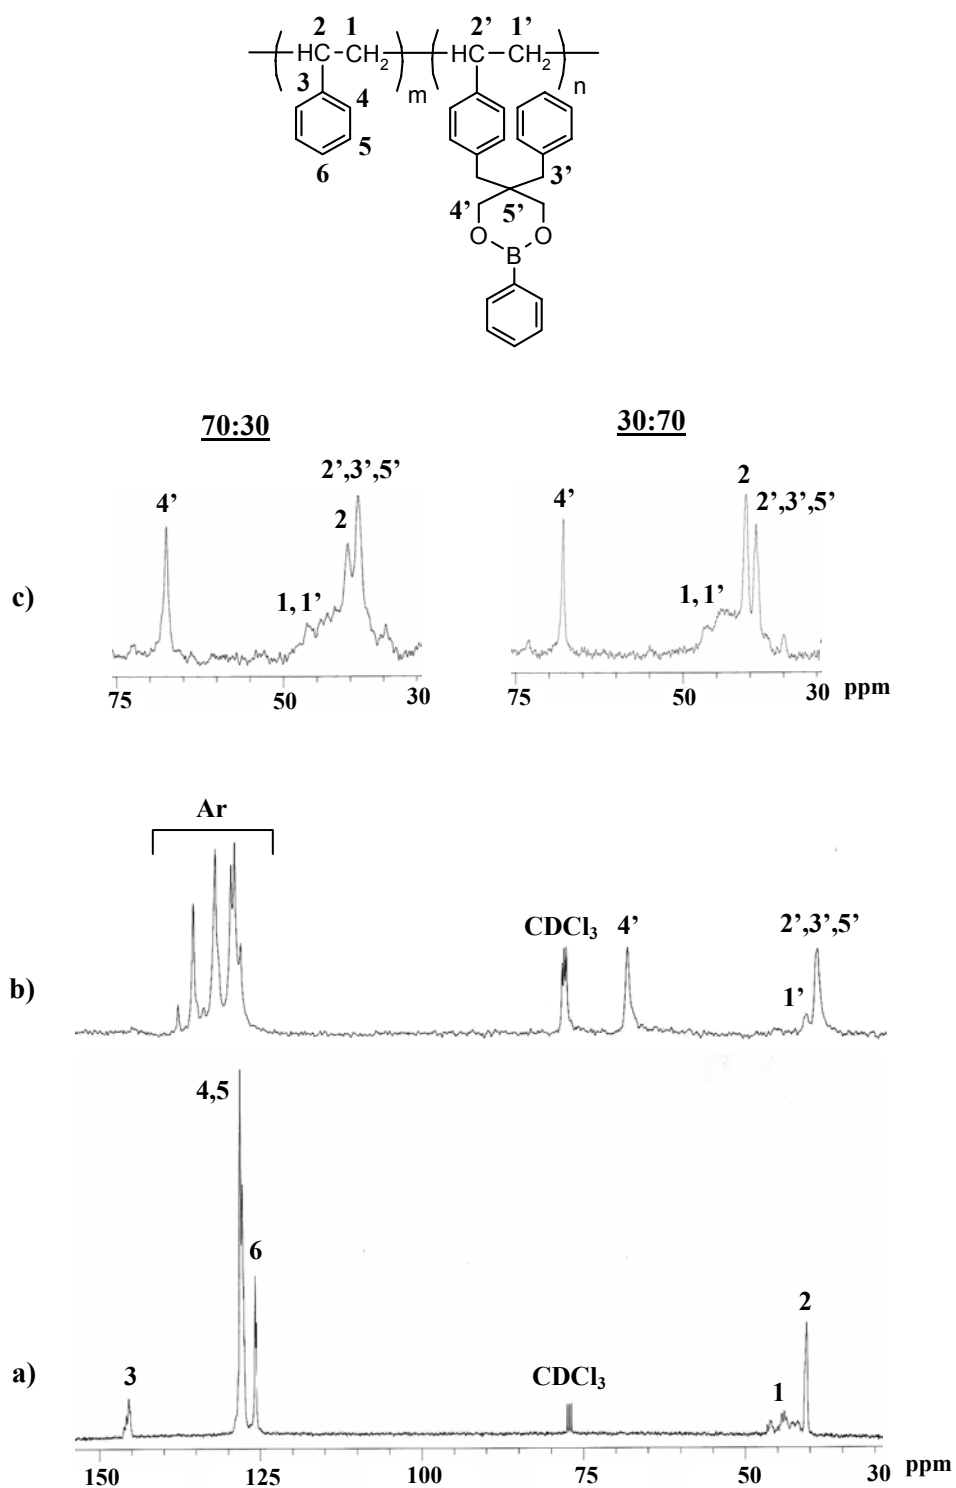 2 1 2’ 1’
HC CH2 HC CH2
3 m n
4
5
6 3’
4’ 5’
O O
B
70:30 30:70
2’,3’,5’ 2
4’ 2 4’ 2’,3’,5’
1, 1’ 1, 1’
c)
75 50 30 75 50 30 ppm
Ar
CDCl3 4’ 2’,3’,5’
b) 1’
4,5
6
2
a) 3 CDCl3 1
150 125 100 75 50 30 ppm